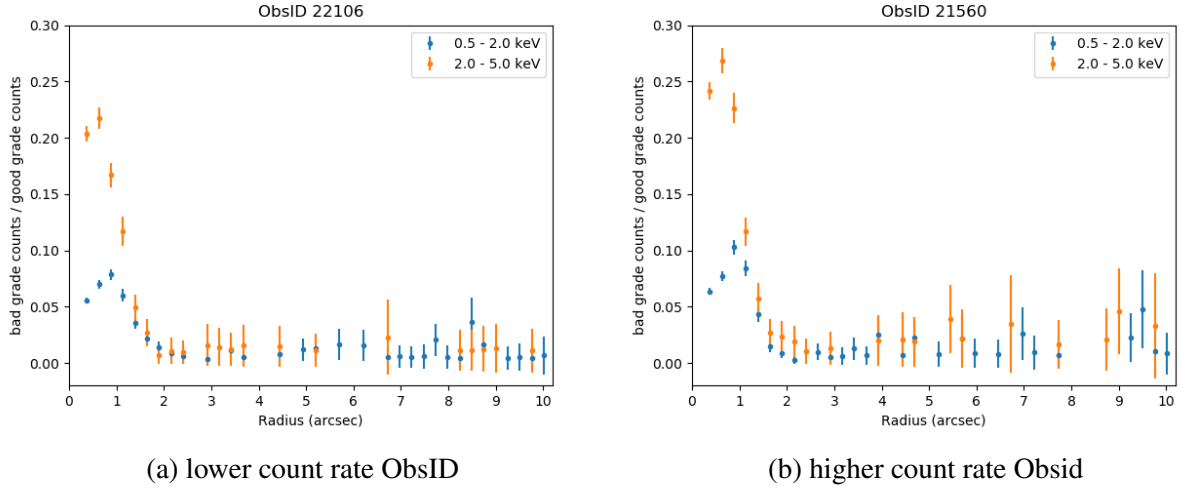 ObsID 22106
0.30
0.25
0.20
0.15
0.10
0.05
0.00
bad grade counts / good grade counts
0.5 - 2.0 keV
2.0 - 5.0 keV
0 1 2 3 4 5 6 7 8 9 10
Radius (arcsec)
(a) lower count rate ObsID
ObsID 21560
0.30
0.25
0.20
0.15
0.10
0.05
0.00
bad grade counts / good grade counts
0.5 - 2.0 keV
2.0 - 5.0 keV
0 1 2 3 4 5 6 7 8 9 10
Radius (arcsec)
(b) higher count rate Obsid